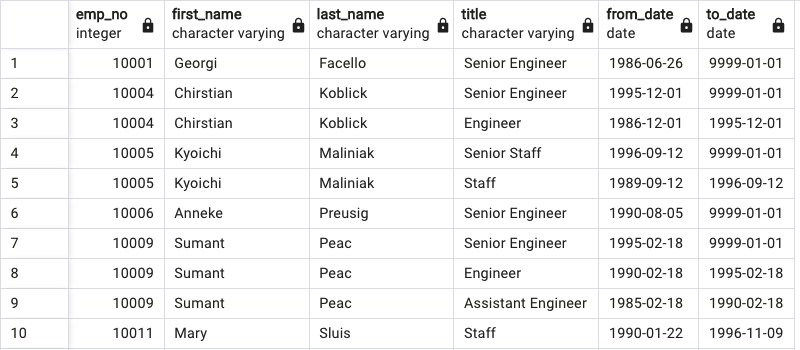 emp_no first_name last_name title from_date to_date
integer character varying character varying character varying date date
1 10001 Georgi Facello Senior Engineer 1986-06-26 9999-01-01
2 10004 Chirstian Koblick Senior Engineer 1995-12-01 9999-01-01
3 10004 Chirstian Koblick Engineer 1986-12-01 1995-12-01
4 10005 Kyoichi Maliniak Senior Staff 1996-09-12 9999-01-01
5 10005 Kyoichi Maliniak Staff 1989-09-12 1996-09-12
6 10006 Anneke Preusig Senior Engineer 1990-08-05 9999-01-01
7 10009 Sumant Peac Senior Engineer 1995-02-18 9999-01-01
8 10009 Sumant Peac Engineer 1990-02-18 1995-02-18
9 10009 Sumant Peac Assistant Engineer 1985-02-18 1990-02-18
10 10011 Mary Sluis Staff 1990-01-22 1996-11-09